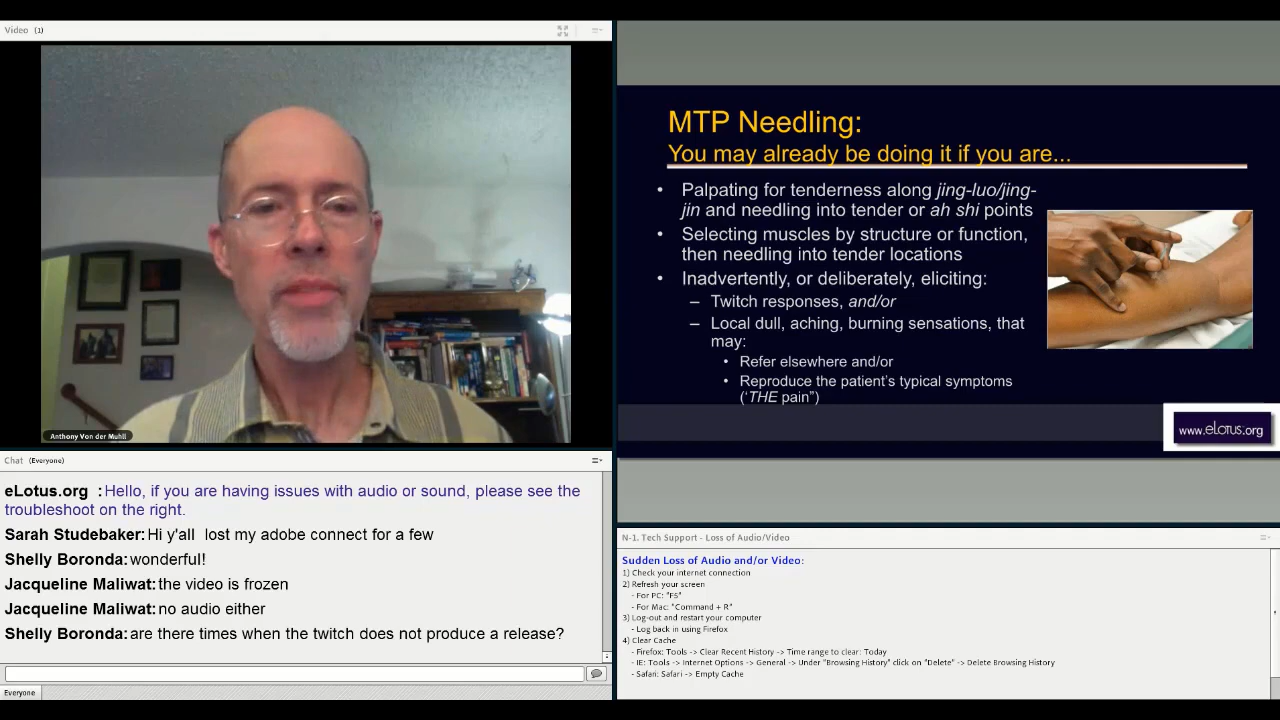 Video (1)
Anthony Von der Muhll
Chat (Everyone)
eLotus.org :Hello, if you are having issues with audio or sound, please see the
troubleshoot on the right.
Sarah Studebaker: Hi y'all lost my adobe connect for a few
Shelly Boronda: wonderful!
Jacqueline Maliwat: the video is frozen
Jacqueline Maliwat: no audio either
Shelly Boronda: are there times when the twitch does not produce a release?
Everyone
MTP Needling:
You may already be doing it if you are...
• Palpating for tenderness along jing-luo/jing-
jin and needling into tender or ah shi points
• Selecting muscles by structure or function,
then needling into tender locations
• Inadvertently, or deliberately, eliciting:
– Twitch responses, and/or
– Local dull, aching, burning sensations, that
may:
• Refer elsewhere and/or
• Reproduce the patient's typical symptoms
('THE pain")
www.eLotus.org
N-1. Tech Support - Loss of Audio/Video
Sudden Loss of Audio and/or Video:
1) Check your internet connection
2) Refresh your screen
- For PC: "F5"
- For Mac: "Command + R"
3) Log-out and restart your computer
- Log back in using Firefox
4) Clear Cache
- Firefox: Tools -> Clear Recent History -> Time range to clear: Today
- IE: Tools -> Internet Options -> General -> Under "Browsing History" click on "Delete" -> Delete Browsing History
- Safari: Safari -> Empty Cache